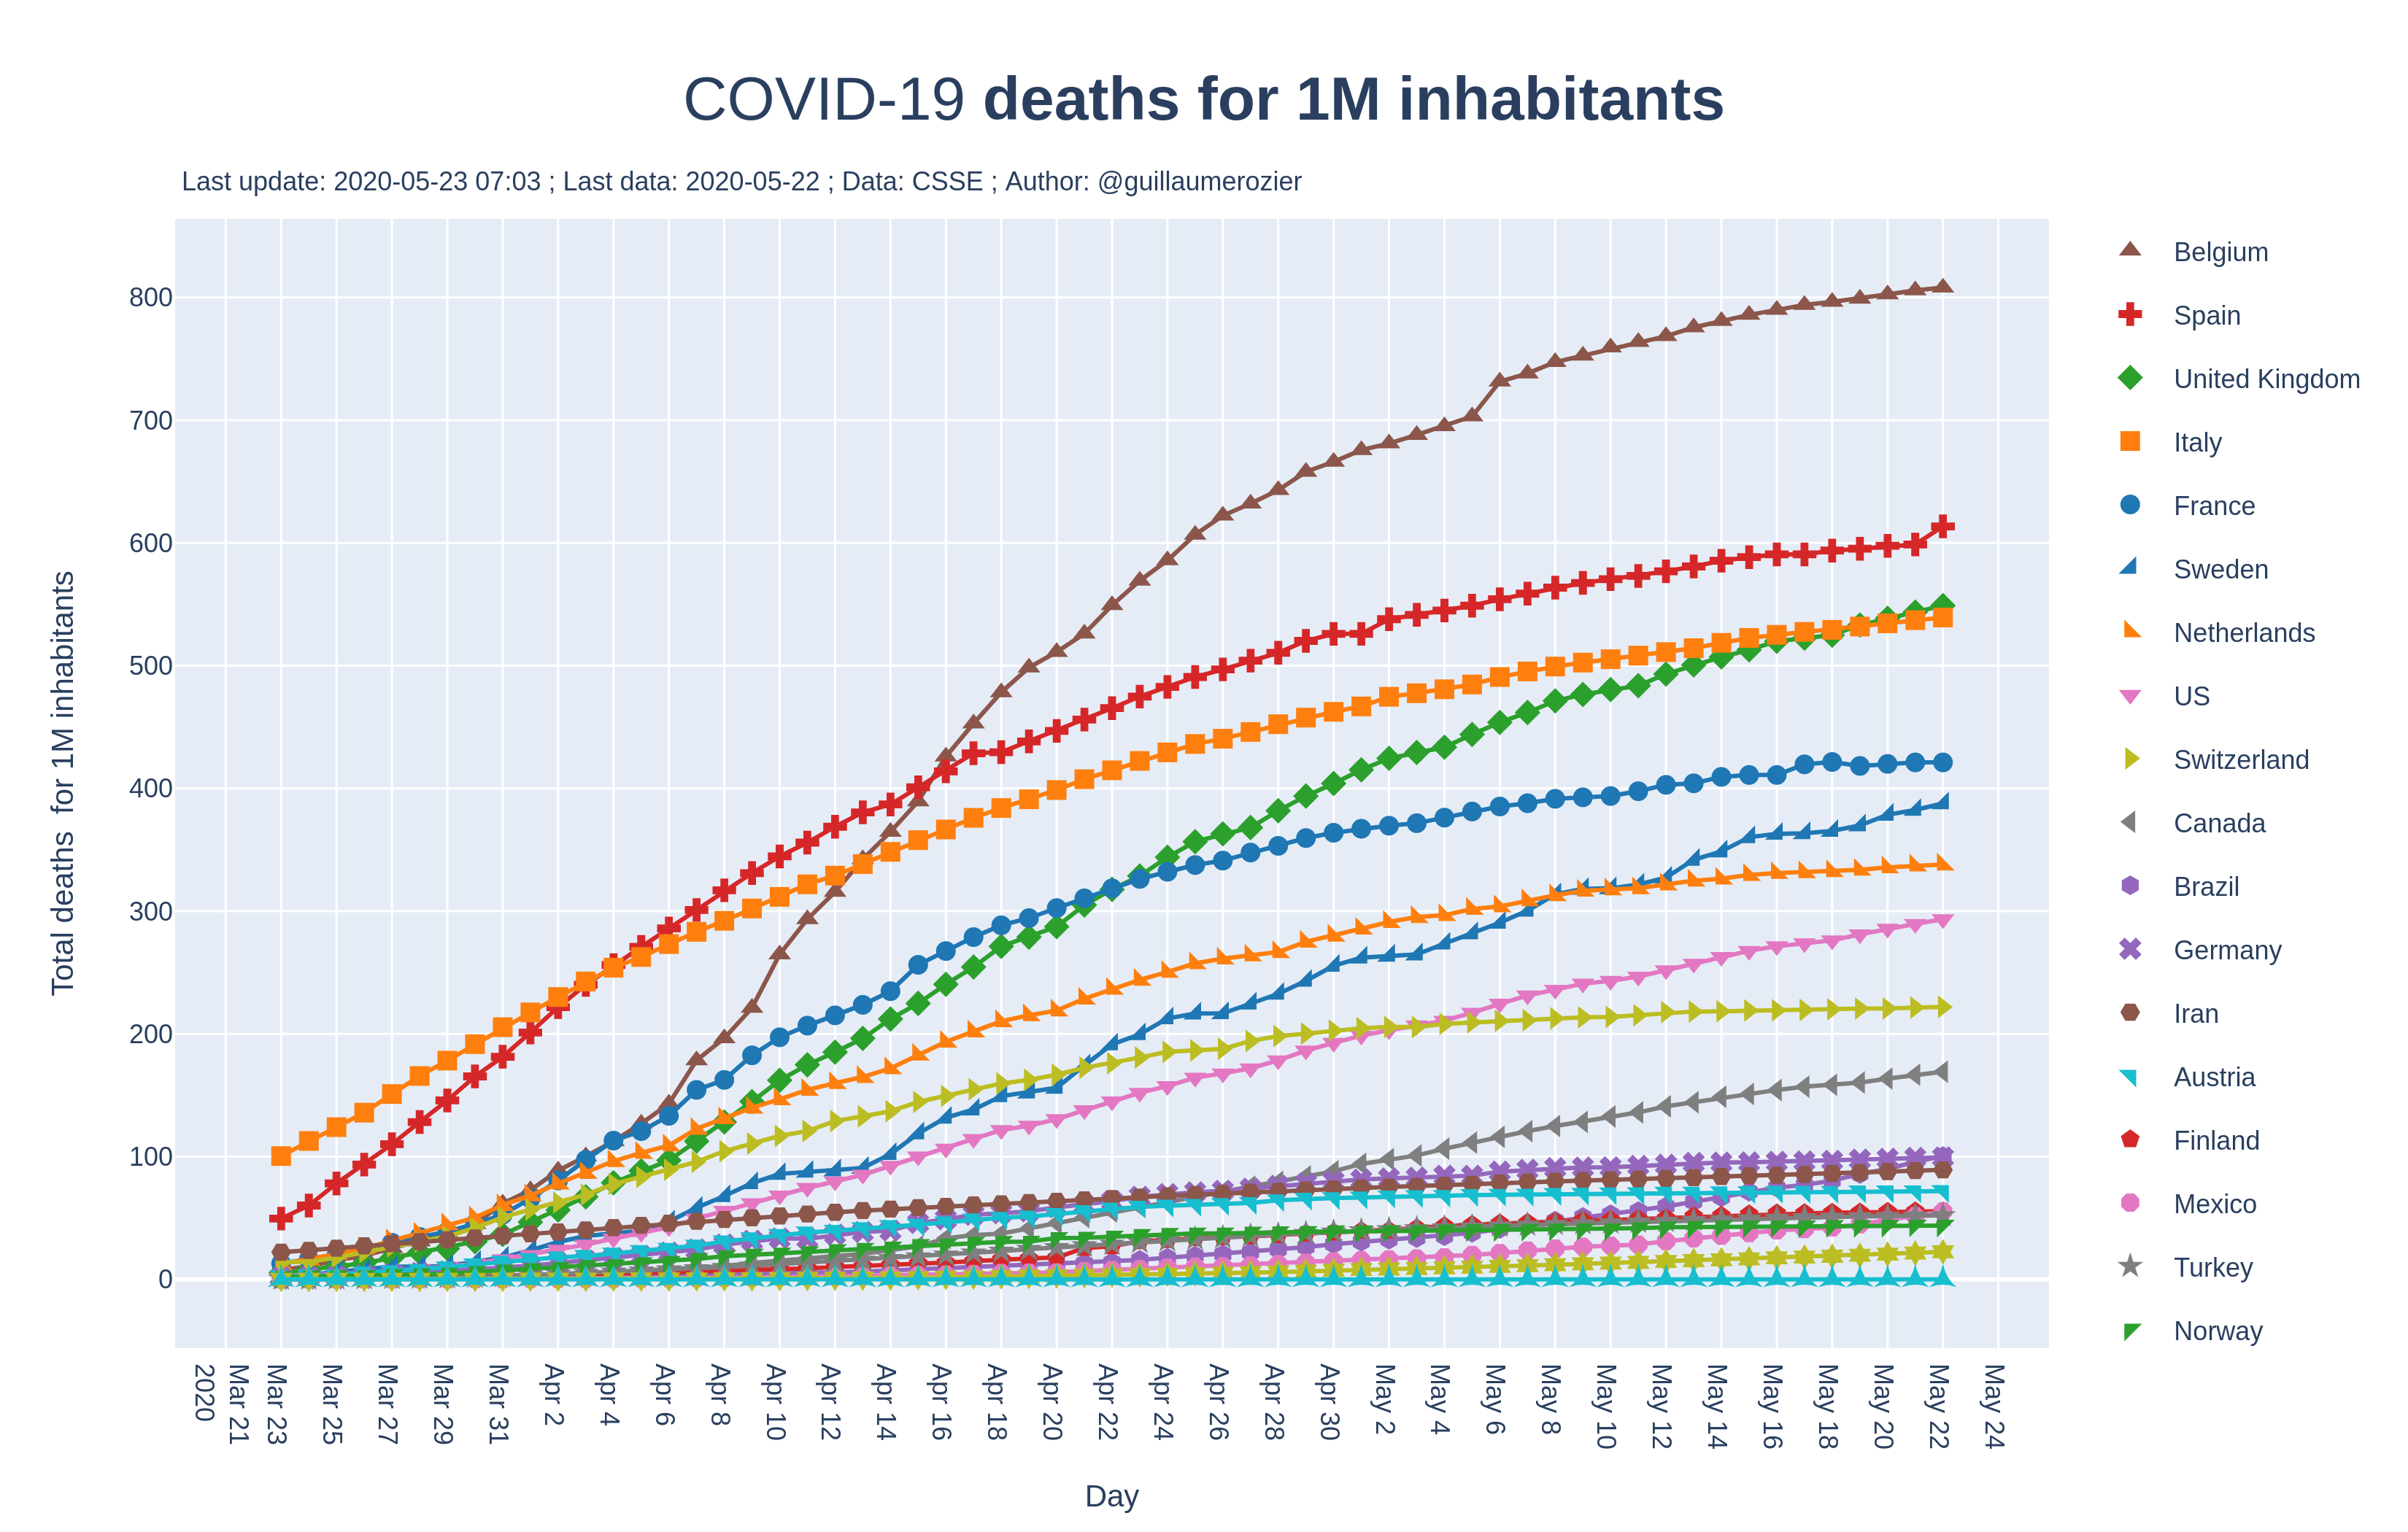 COVID-19 deaths for 1M inhabitants
Last update: 2020-05-23 07:03 ; Last data: 2020-05-22 ; Data: CSSE ; Author: @guillaumerozier
Total deaths for 1M inhabitants
800
700
600
500
400
300
200
100
0
Mar 21
2020
Mar 23
Mar 25
Mar 27
Mar 29
Mar 31
Apr 2
Apr 4
Apr 6
Apr 8
Apr 10
Apr 12
Apr 14
Apr 16
Apr 18
Apr 20
Apr 22
Apr 24
Apr 26
Apr 28
Apr 30
May 2
May 4
May 6
May 8
May 10
May 12
May 14
May 16
May 18
May 20
May 22
May 24
Day
Belgium
Spain
United Kingdom
Italy
France
Sweden
Netherlands
US
Switzerland
Canada
Brazil
Germany
Iran
Austria
Finland
Mexico
Turkey
Norway